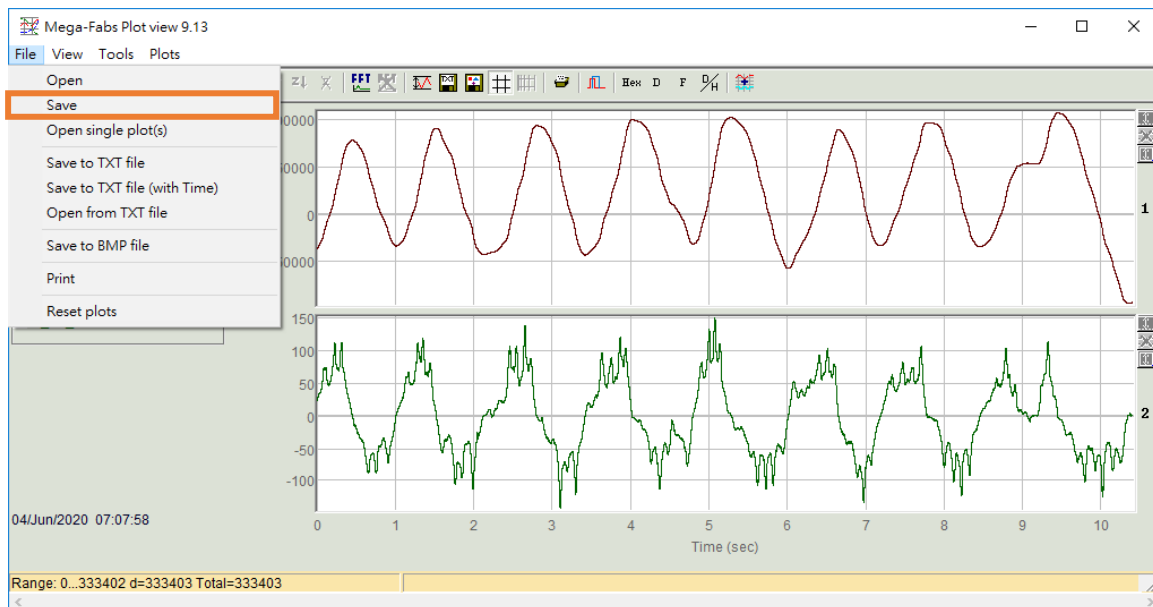 Mega-Fabs Plot view 9.13
File View Tools Plots
Open
Save
Open single plot(s)
Save to TXT file
Save to TXT file (with Time)
Open from TXT file
Save to BMP file
Print
Reset plots
FFT TXT Hex D F D/H
0
1
150
100
50
0
-50
-100
2
0 1 2 3 4 5 6 7 8 9 10
Time (sec)
04/Jun/2020 07:07:58
Range: 0...333402 d=333403 Total=333403